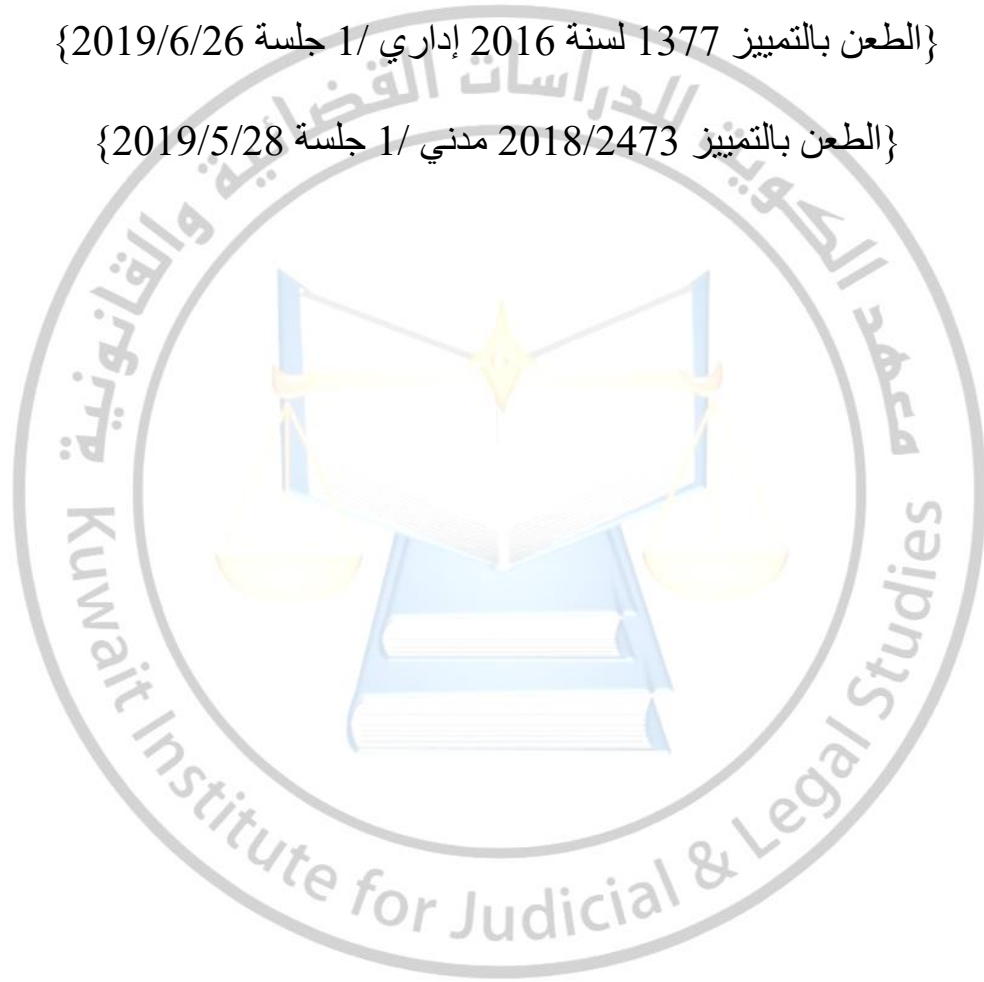 {الطعن بالتمييز 1377 لسنة 2016 إداري /1 جلسة 2019/6/26}
{الطعن بالتمييز 2018/2473 مدني /1 جلسة 2019/5/28}
معهد الكويت للدراسات القضائية والقانونية
Kuwait Institute for Judicial & Legal Studies